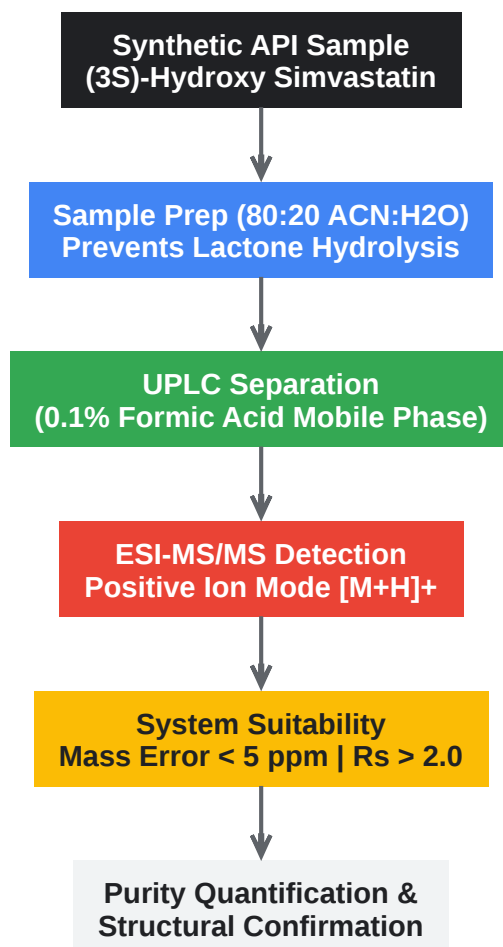 Synthetic API Sample
(3S)-Hydroxy Simvastatin
Sample Prep (80:20 ACN:H2O)
Prevents Lactone Hydrolysis
UPLC Separation
(0.1% Formic Acid Mobile Phase)
ESI-MS/MS Detection
Positive Ion Mode [M+H]+
System Suitability
Mass Error < 5 ppm | Rs > 2.0
Purity Quantification &
Structural Confirmation